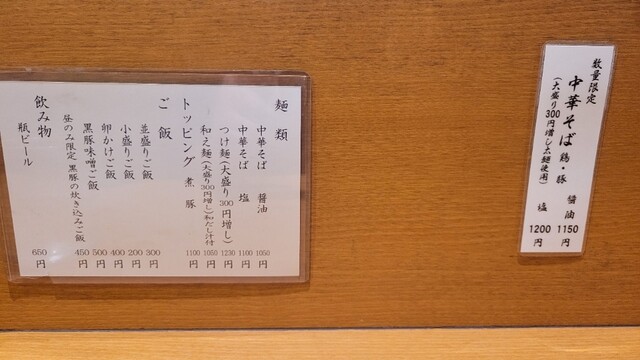 数量限定
中華そば 鶏・豚 醤油 1150円
(大盛り300円増し太麺使用) 塩 1200円
麺類
中華そば 醤油 1050円
中華そば 塩 1100円
つけ麺(大盛り300円増し) 1230円
和え麺(大盛り300円増し)和だし汁付 1050円
トッピング 煮豚 1100円
ご飯
並盛りご飯 300円
小盛りご飯 200円
卵かけご飯 400円
黒豚味噌ご飯 500円
昼のみ限定 黒豚の炊き込みご飯 450円
飲み物
瓶ビール 650円